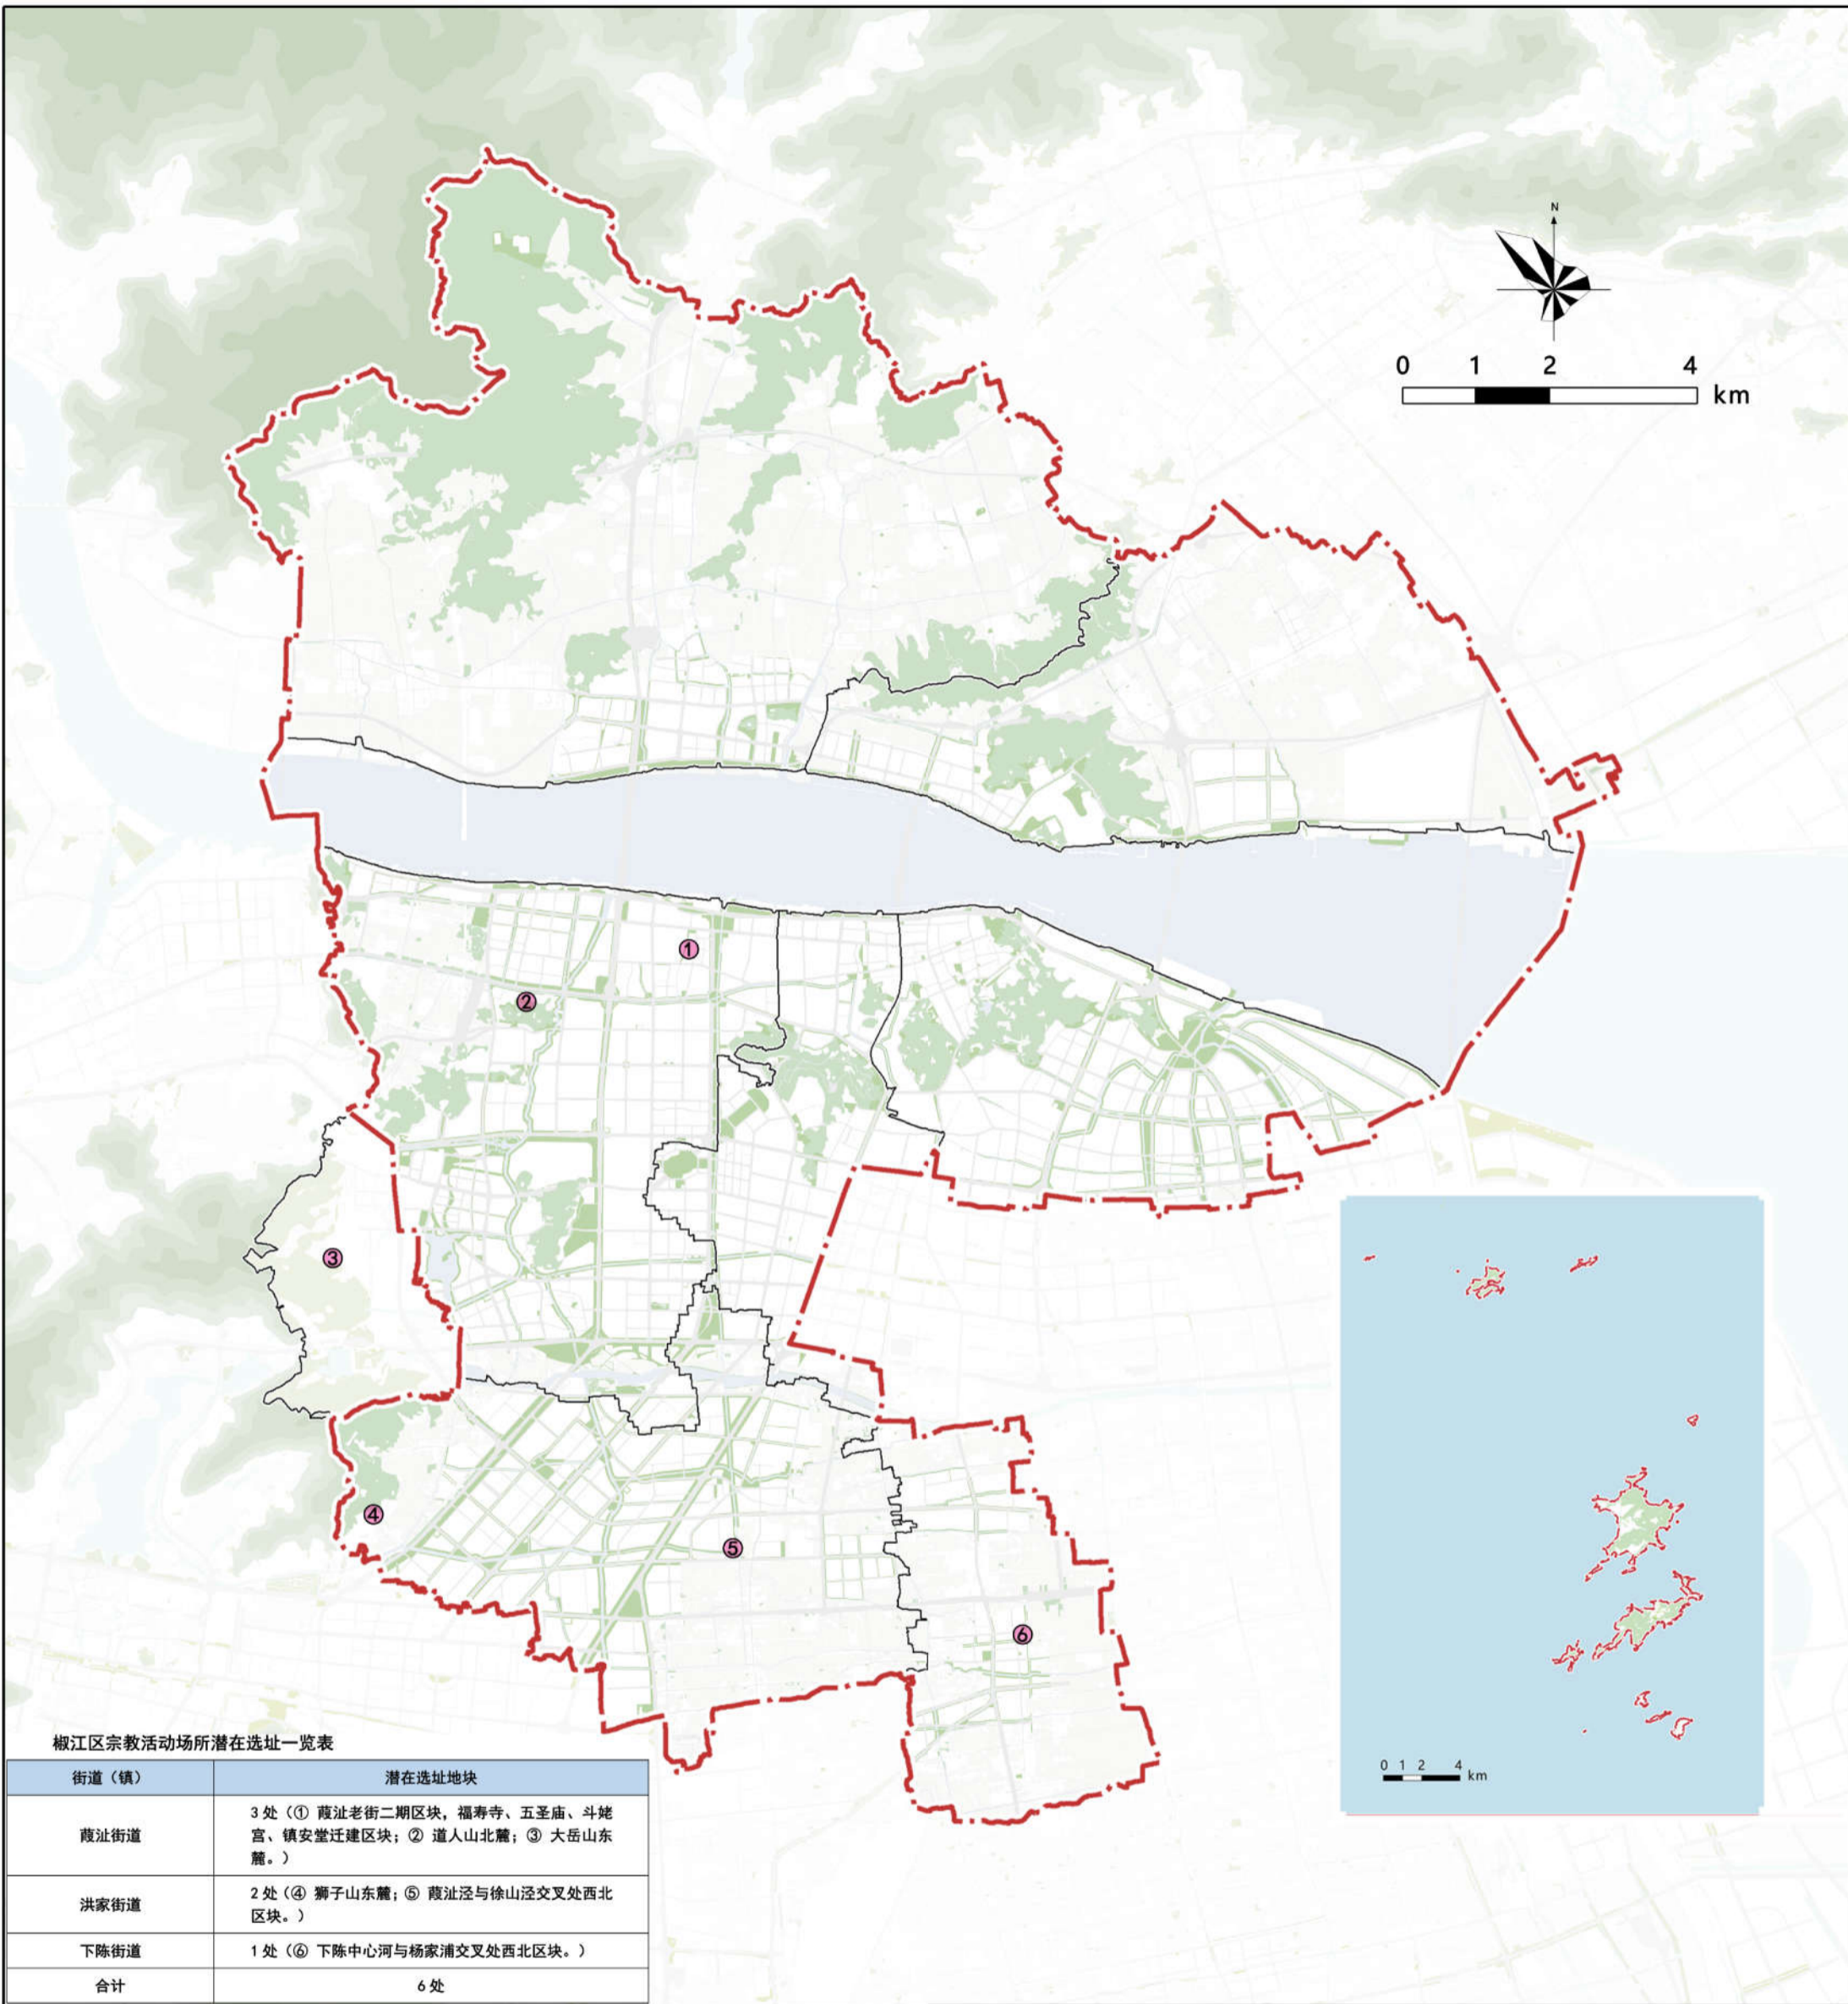 N
0 1 2 4
km
①
②
③
④
⑤
⑥
0 1 2 4
km
椒江区宗教活动场所潜在选址一览表
街道（镇） 潜在选址地块
葭沚街道
3 处（① 葭沚老街二期区块，福寿寺、五圣庙、斗姥
宫、镇安堂迁建区块；② 道人山北麓；③ 大岳山东
麓。）
洪家街道
2 处（④ 狮子山东麓；⑤ 葭沚泾与徐山泾交叉处西北
区块。）
下陈街道 1 处（⑥ 下陈中心河与杨家浦交叉处西北区块。）
合计 6 处